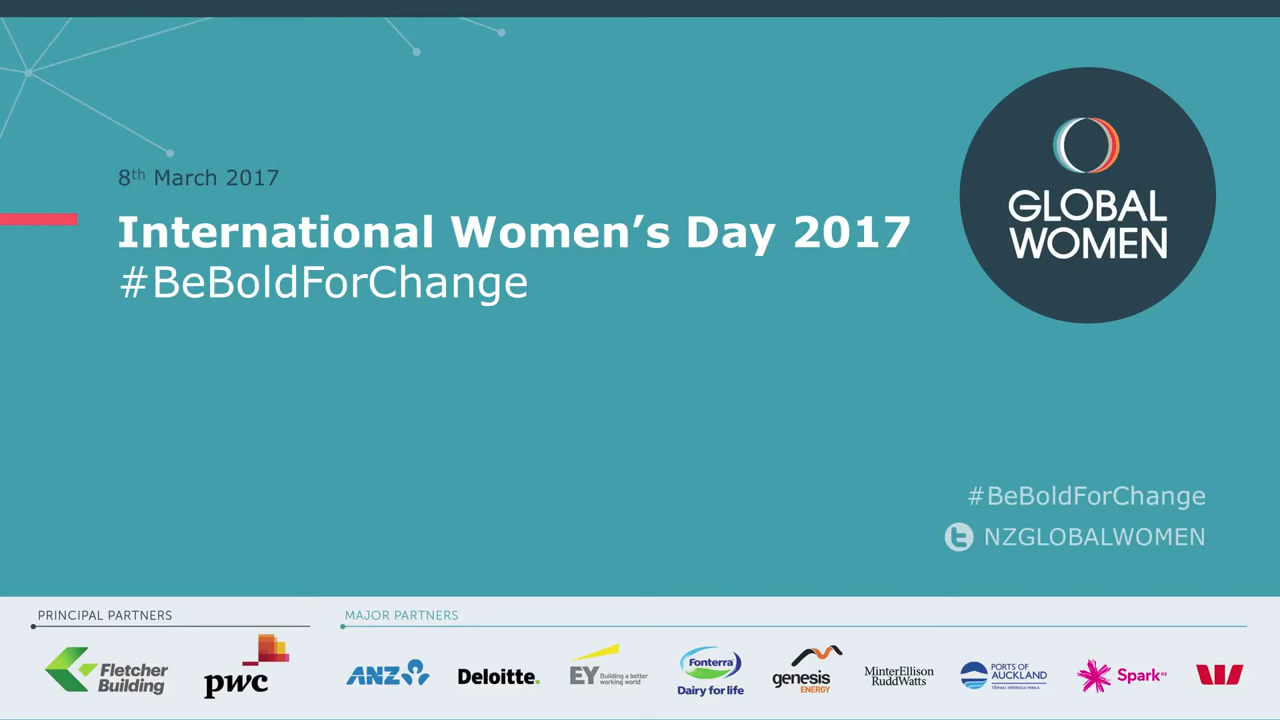 8th March 2017
International Women’s Day 2017
#BeBoldForChange
GLOBAL
WOMEN
#BeBoldForChange
NZGLOBALWOMEN
PRINCIPAL PARTNERS
MAJOR PARTNERS
Fletcher
Building
pwc
ANZ
Deloitte.
EY
Building a better
working world
Fonterra
Dairy for life
genesis
ENERGY
MinterEllison
RuddWatts
PORTS OF
AUCKLAND
Spark nz